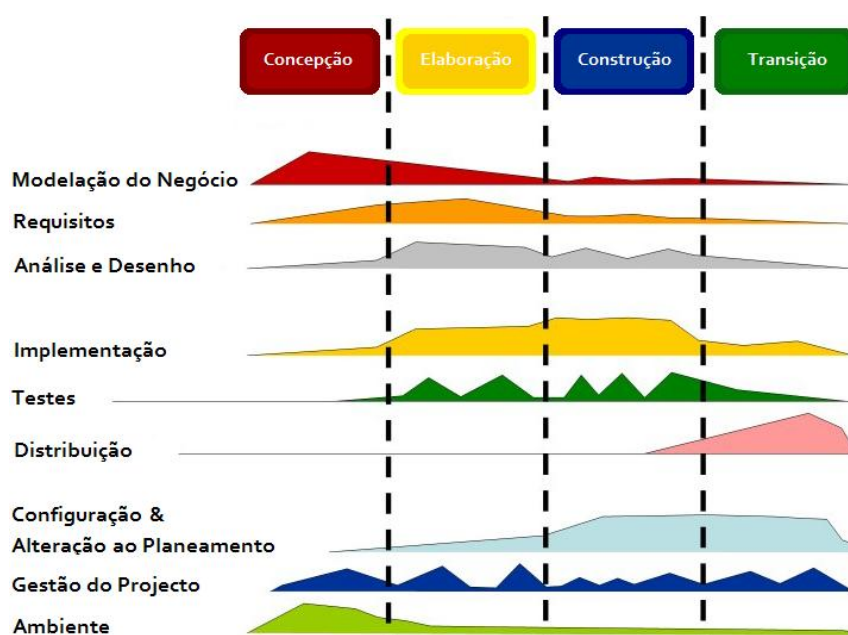 Concepção
Elaboração
Construção
Transição
Modelação do Negócio
Requisitos
Análise e Desenho
Implementação
Testes
Distribuição
Configuração &
Alteração ao Planeamento
Gestão do Projecto
Ambiente